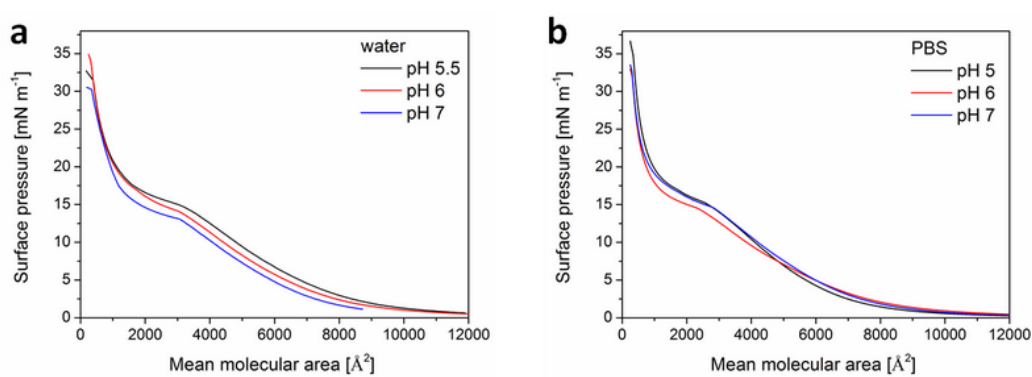 a
water
pH 5.5
pH 6
pH 7
35
30
25
20
15
10
5
0
Surface pressure [mN m⁻¹]
0 2000 4000 6000 8000 10000 12000
Mean molecular area [Å²]
b
PBS
pH 5
pH 6
pH 7
35
30
25
20
15
10
5
0
Surface pressure [mN m⁻¹]
0 2000 4000 6000 8000 10000 12000
Mean molecular area [Å²]